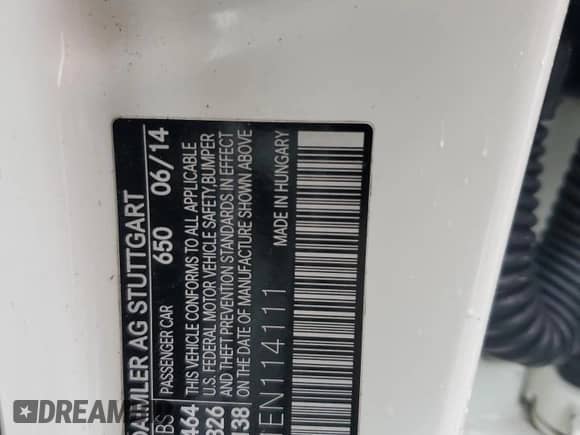 DAIMLER AG STUTTGART
BS PASSENGER CAR 650 06/14
464 THIS VEHICLE CONFORMS TO ALL APPLICABLE
326 U.S. FEDERAL MOTOR VEHICLE SAFETY,BUMPER
AND THEFT PREVENTION STANDARDS IN EFFECT
138 ON THE DATE OF MANUFACTURE SHOWN ABOVE
EN114111 MADE IN HUNGARY
DREAM